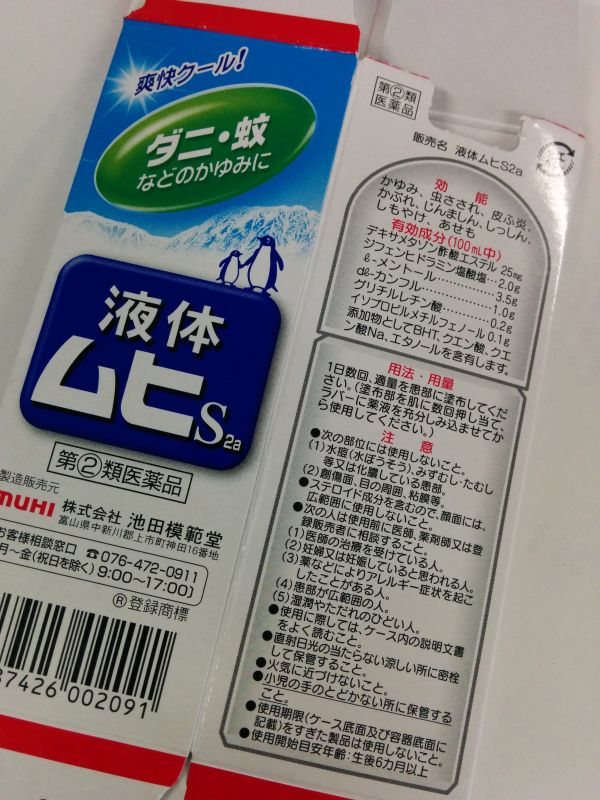 爽快クール!
ダニ・蚊
などのかゆみに
液体
ムヒS2a
第②類医薬品
製造販売元
MUHI 株式会社 池田模範堂
富山県中新川郡上市町神田16番地
お客様相談窓口 ☎076-472-0911
月～金(祝日を除く) 9:00～17:00
Ⓡ登録商標
87426 002091
第②類
医薬品
販売名 液体ムヒS2a
効能
かゆみ、虫さされ、皮ふ炎、
かぶれ、じんましん、しっしん、
しもやけ、あせも
有効成分(100mL中)
デキサメタゾン酢酸エステル 25mg
ジフェンヒドラミン塩酸塩…2.0g
ℓ-メントール……………3.5g
dℓ-カンフル……………1.0g
グリチルレチン酸…………0.2g
イソプロピルメチルフェノール 0.1g
添加物としてBHT、クエン酸、クエ
ン酸Na、エタノールを含有します。
用法・用量
1日数回、適量を患部に塗布してくだ
さい。(塗布部を肌に数回押し当て、
ラバーに薬液を充分しみ込ませてか
ら使用してください。)
注意
●次の部位には使用しないこと。
(1)水痘(水ぼうそう)、みずむし・たむし
等又は化膿している患部。
(2)創傷面、目の周囲、粘膜等。
●ステロイド成分を含むので、顔面には、
広範囲に使用しないこと。
●次の人は使用前に医師、薬剤師又は登
録販売者に相談すること。
(1)医師の治療を受けている人。
(2)妊婦又は妊娠していると思われる人。
(3)薬などによりアレルギー症状を起こ
したことがある人。
(4)患部が広範囲の人。
(5)湿潤やただれのひどい人。
●使用に際しては、ケース内の説明文書
をよく読むこと。
●直射日光の当たらない涼しい所に密栓
して保管すること。
●火気に近づけないこと。
●小児の手のとどかない所に保管する
こと。
●使用期限(ケース底面及び容器底面に
記載)をすぎた製品は使用しないこと。
●使用開始目安年齢：生後6カ月以上